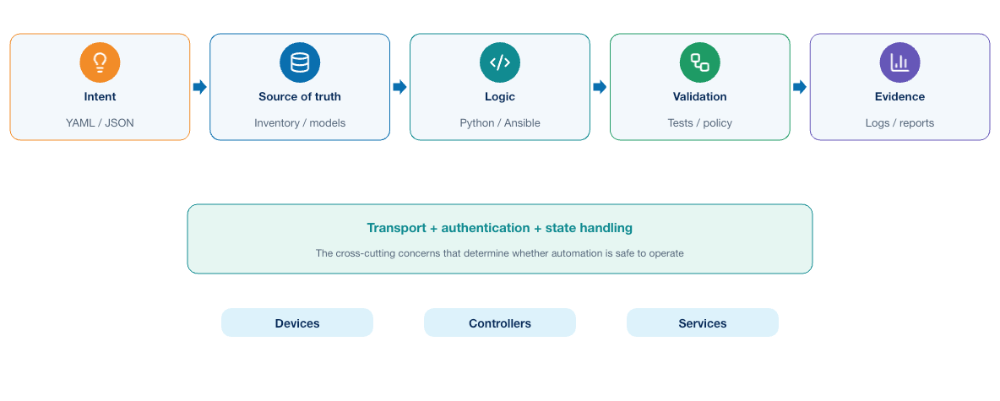 Intent
YAML / JSON
Source of truth
Inventory / models
Logic
Python / Ansible
Validation
Tests / policy
Evidence
Logs / reports
Transport + authentication + state handling
The cross-cutting concerns that determine whether automation is safe to operate
Devices
Controllers
Services